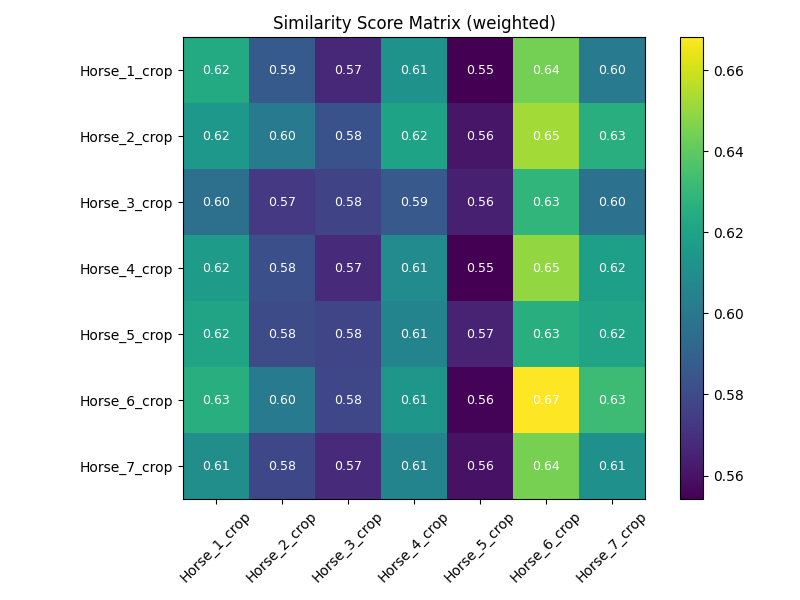 Similarity Score Matrix (weighted)
Horse_1_crop 0.62 0.59 0.57 0.61 0.55 0.64 0.60
Horse_2_crop 0.62 0.60 0.58 0.62 0.56 0.65 0.63
Horse_3_crop 0.60 0.57 0.58 0.59 0.56 0.63 0.60
Horse_4_crop 0.62 0.58 0.57 0.61 0.55 0.65 0.62
Horse_5_crop 0.62 0.58 0.58 0.61 0.57 0.63 0.62
Horse_6_crop 0.63 0.60 0.58 0.61 0.56 0.67 0.63
Horse_7_crop 0.61 0.58 0.57 0.61 0.56 0.64 0.61
Horse_1_crop Horse_2_crop Horse_3_crop Horse_4_crop Horse_5_crop Horse_6_crop Horse_7_crop
0.66
0.64
0.62
0.60
0.58
0.56